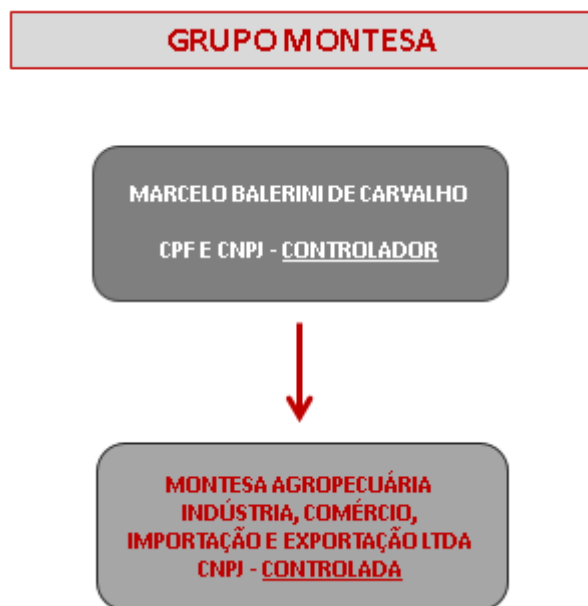 GRUPO MONTESA
MARCELO BALERINI DE CARVALHO
CPF E CNPJ - CONTROLADOR
MONTESA AGROPECUÁRIA
INDÚSTRIA, COMÉRCIO,
IMPORTAÇÃO E EXPORTAÇÃO LTDA
CNPJ - CONTROLADA